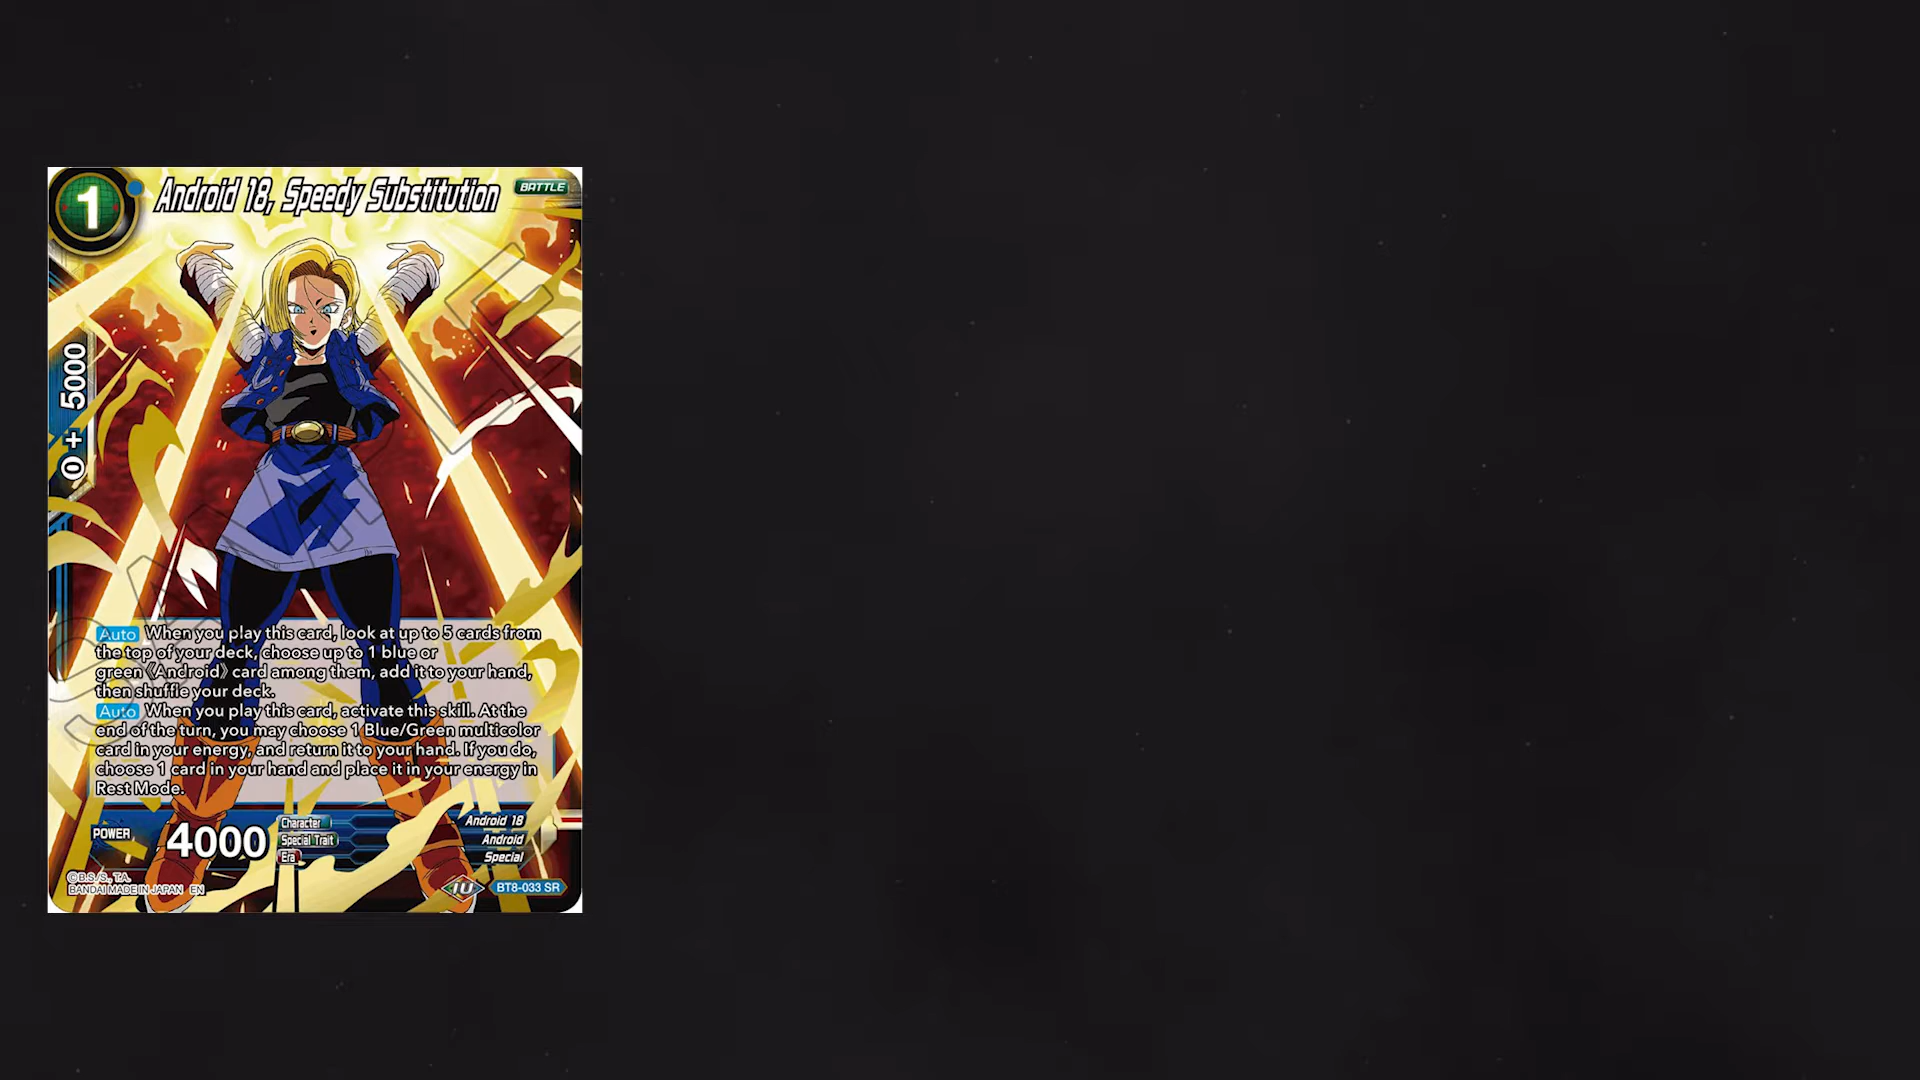 1
Android 18, Speedy Substitution
BATTLE
0 + 5000
Auto When you play this card, look at up to 5 cards from
the top of your deck, choose up to 1 blue or
green《Android》card among them, add it to your hand,
then shuffle your deck.
Auto When you play this card, activate this skill. At the
end of the turn, you may choose 1 Blue/Green multicolor
card in your energy, and return it to your hand. If you do,
choose 1 card in your hand and place it in your energy in
Rest Mode.
POWER 4000
Character Android 18
Special Trait Android
Era Special
©B.S./S., T.A.
BANDAI MADE IN JAPAN EN
IU BT8-033 SR
SAMPLE